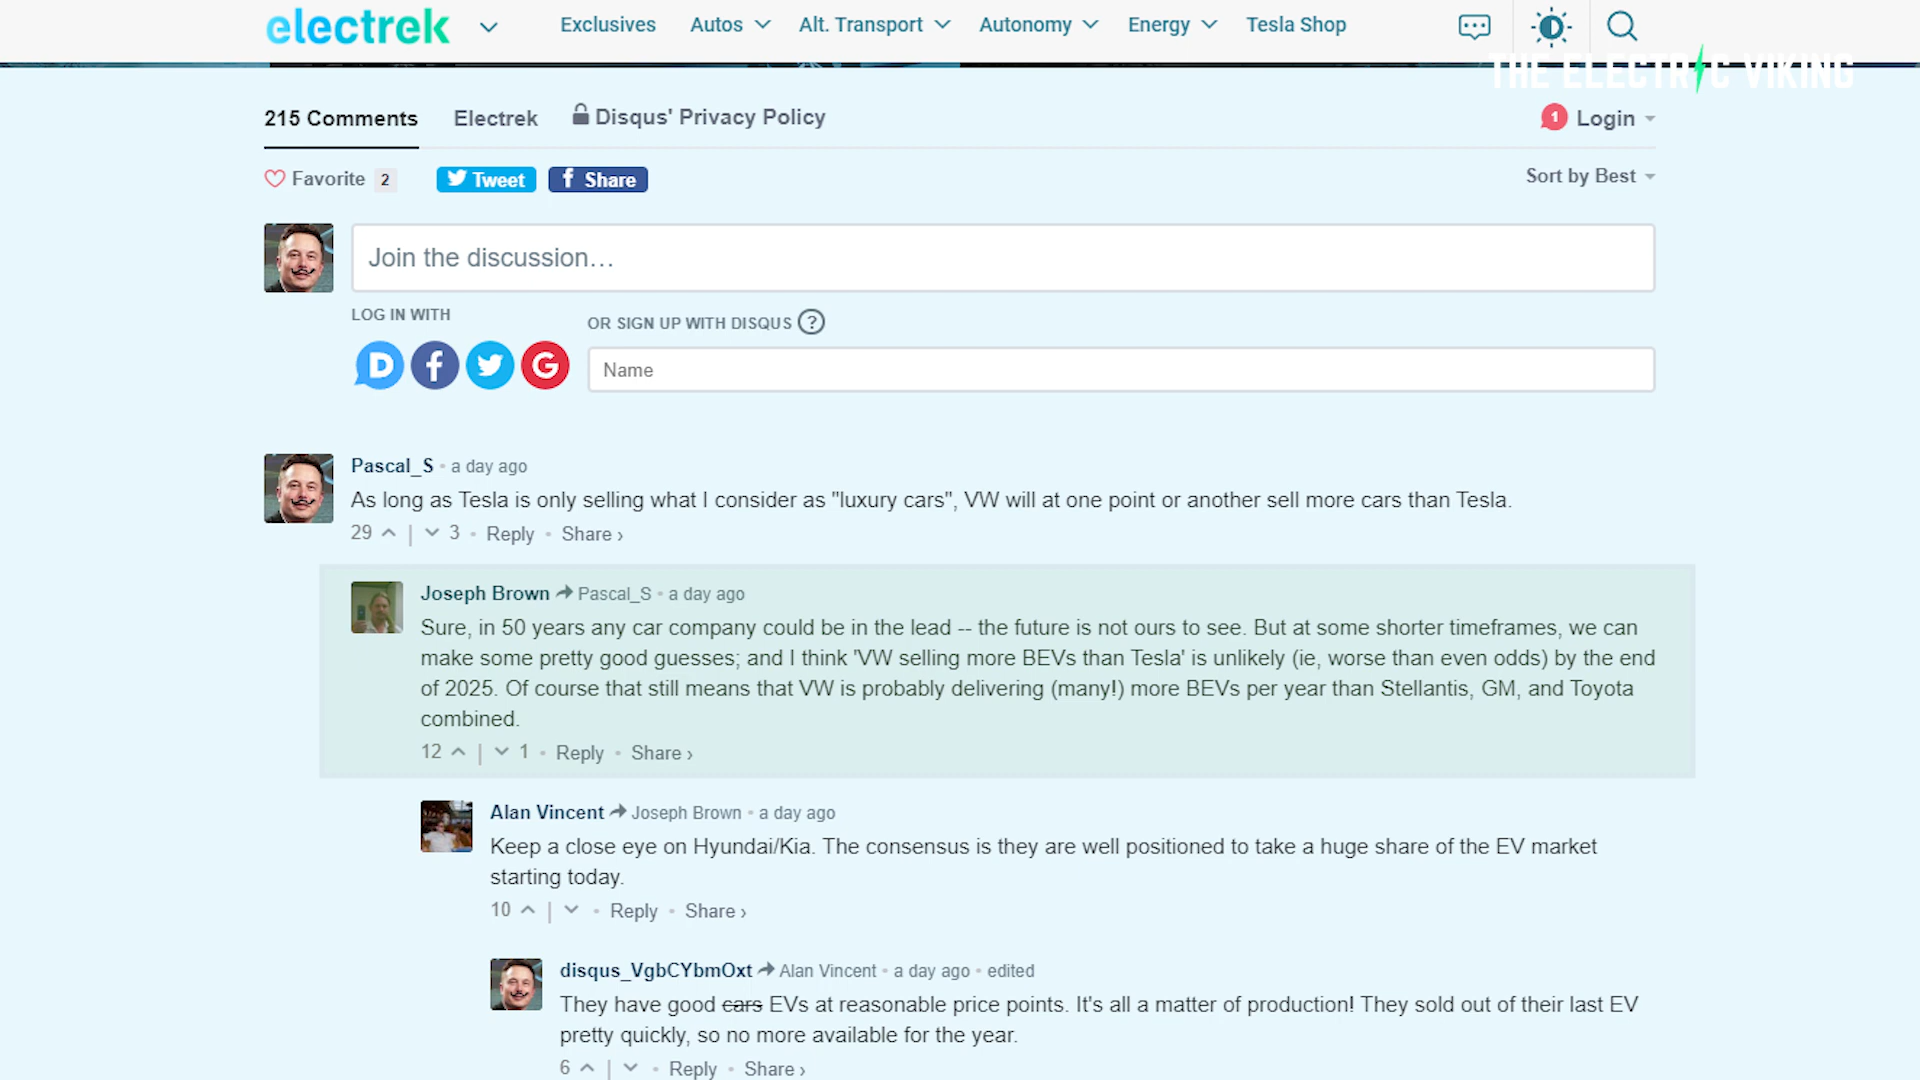 electrek
Exclusives Autos Alt. Transport Autonomy Energy Tesla Shop
THE ELECTRIC VIKING
215 Comments Electrek Disqus' Privacy Policy 1 Login
Favorite 2 Tweet f Share Sort by Best
Join the discussion…
LOG IN WITH
OR SIGN UP WITH DISQUS ?
D f G
Name
Pascal_S • a day ago
As long as Tesla is only selling what I consider as "luxury cars", VW will at one point or another sell more cars than Tesla.
29 | 3 • Reply • Share ›
Joseph Brown Pascal_S • a day ago
Sure, in 50 years any car company could be in the lead -- the future is not ours to see. But at some shorter timeframes, we can
make some pretty good guesses; and I think 'VW selling more BEVs than Tesla' is unlikely (ie, worse than even odds) by the end
of 2025. Of course that still means that VW is probably delivering (many!) more BEVs per year than Stellantis, GM, and Toyota
combined.
12 | 1 • Reply • Share ›
Alan Vincent Joseph Brown • a day ago
Keep a close eye on Hyundai/Kia. The consensus is they are well positioned to take a huge share of the EV market
starting today.
10 | • Reply • Share ›
disqus_VgbCYbmOxt Alan Vincent • a day ago • edited
They have good cars EVs at reasonable price points. It's all a matter of production! They sold out of their last EV
pretty quickly, so no more available for the year.
6 | • Reply • Share ›